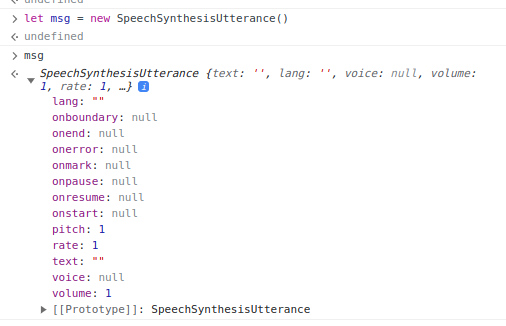 undefined
let msg = new SpeechSynthesisUtterance()
undefined
msg
SpeechSynthesisUtterance {text: '', lang: '', voice: null, volume:
1, rate: 1, …} i
lang: ""
onboundary: null
onend: null
onerror: null
onmark: null
onpause: null
onresume: null
onstart: null
pitch: 1
rate: 1
text: ""
voice: null
volume: 1
[[Prototype]]: SpeechSynthesisUtterance